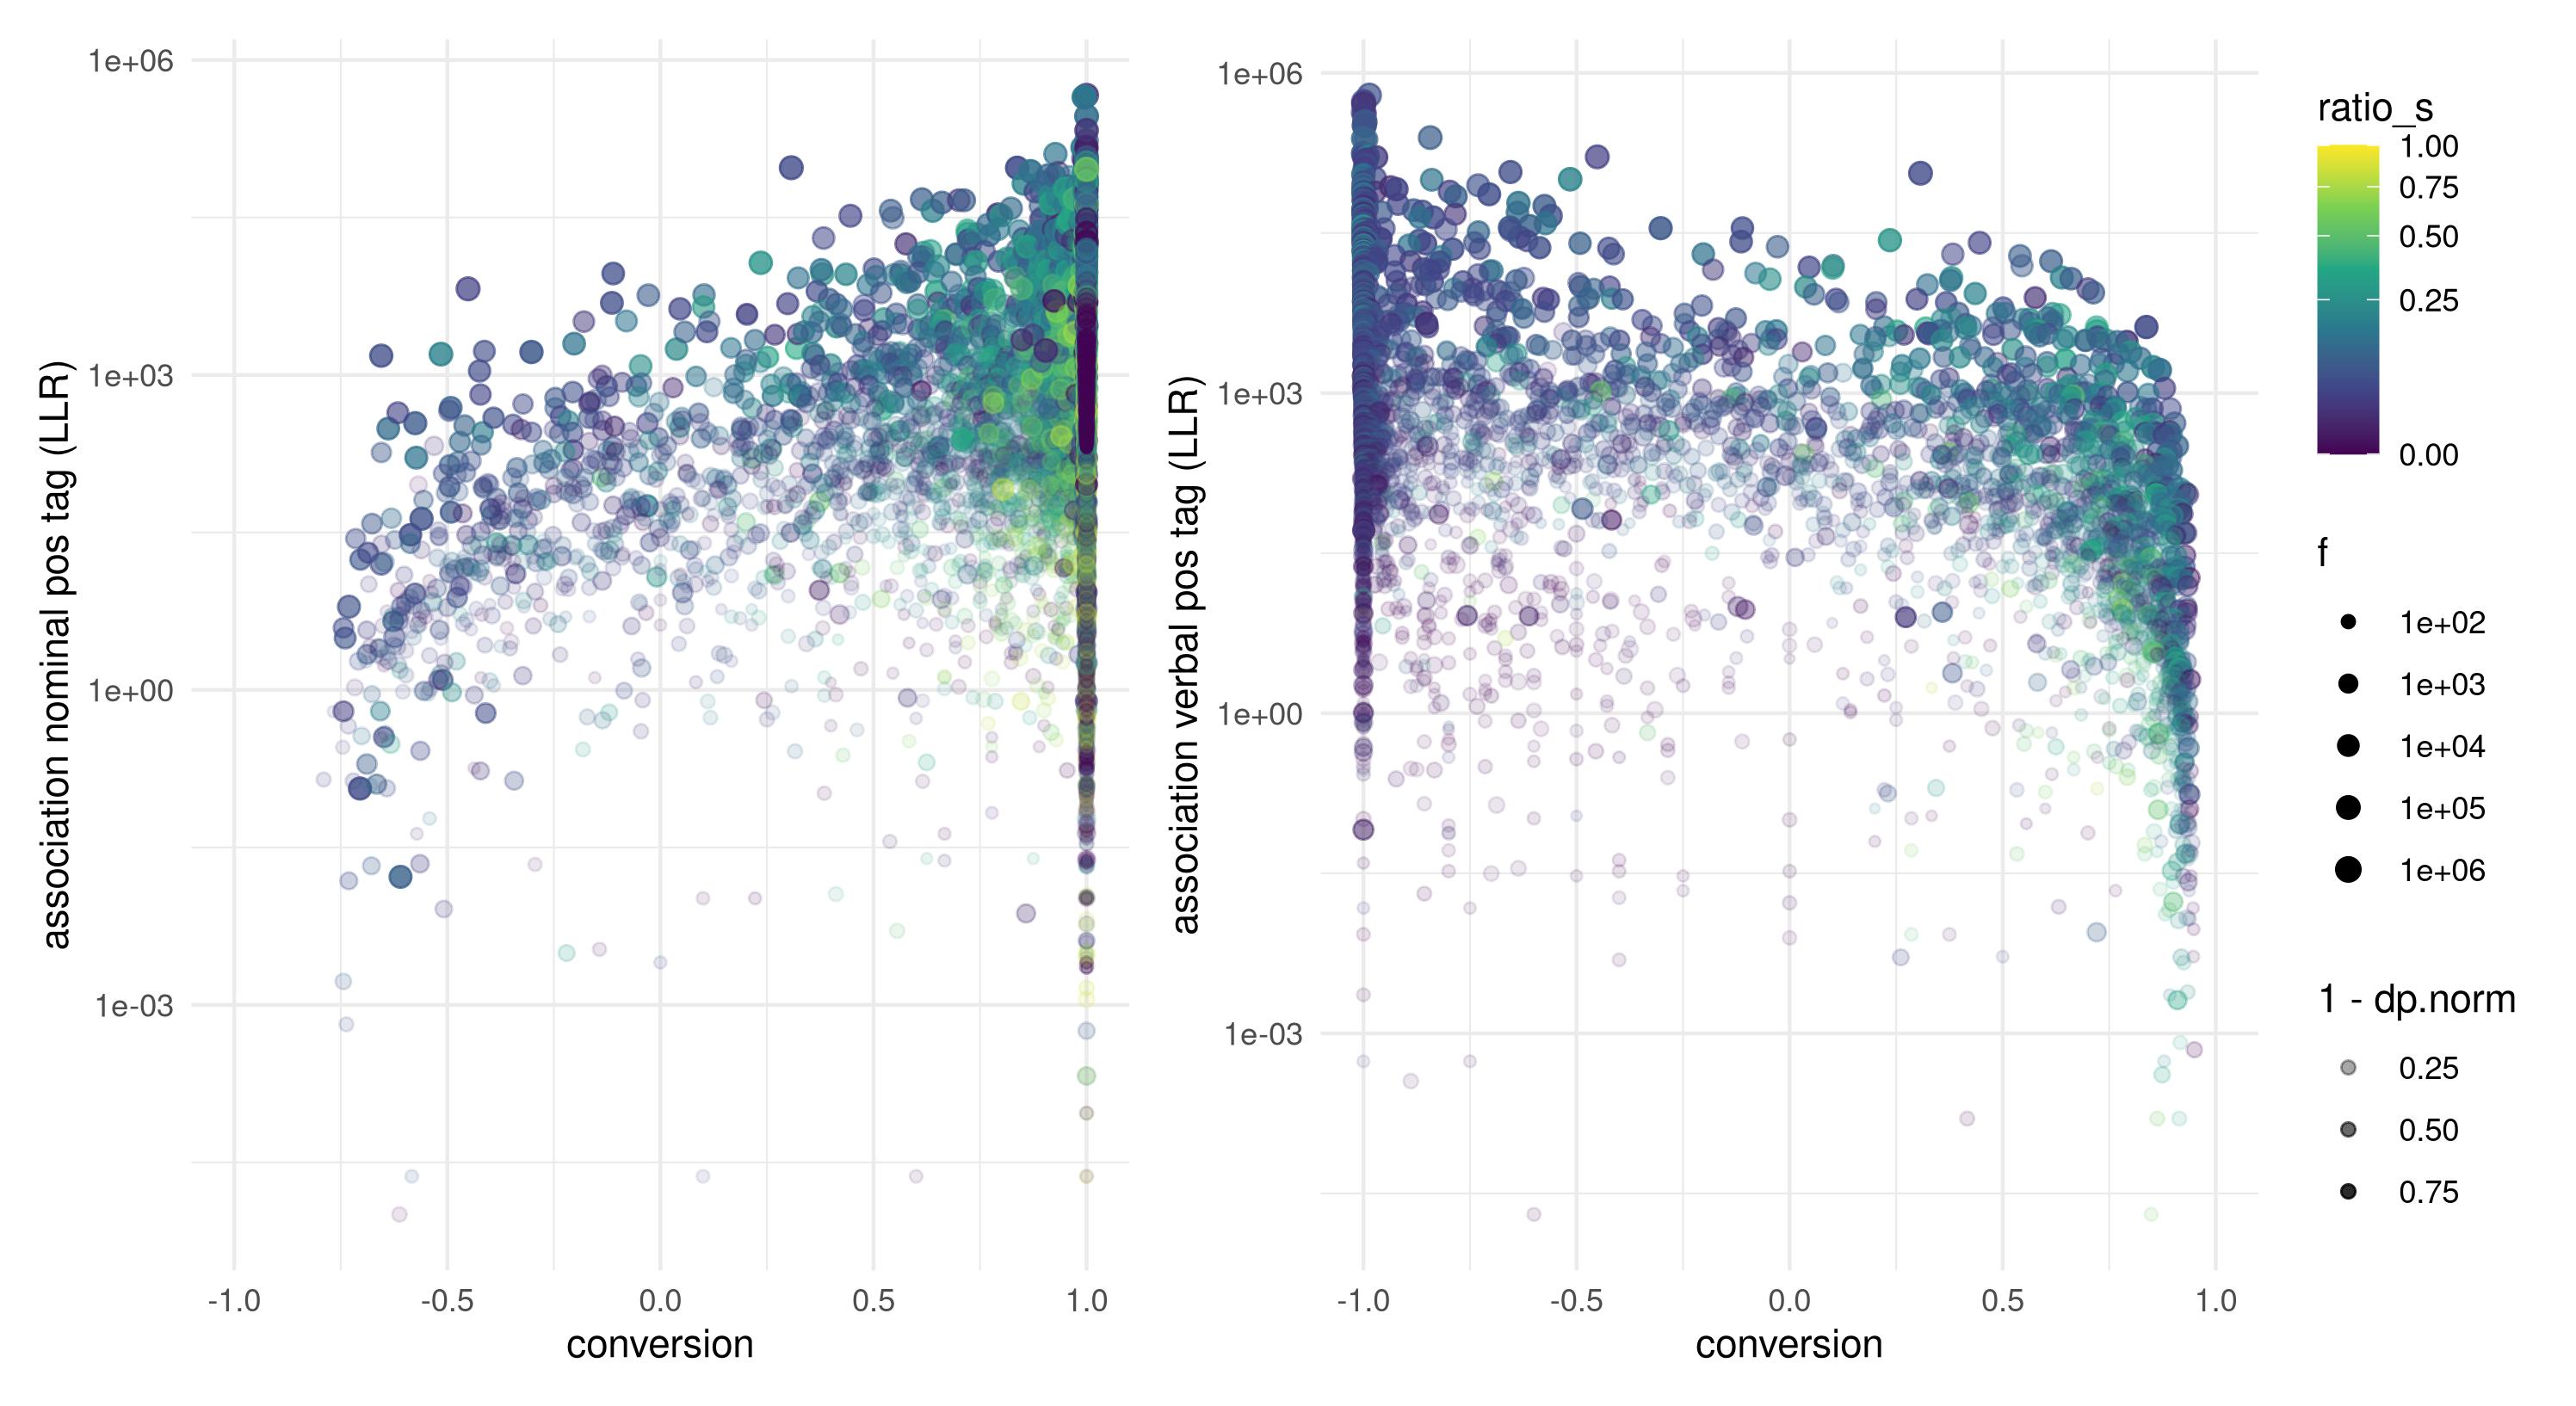 association nominal pos tag (LLR)
1e+06
1e+03
1e+00
1e-03
-1.0
-0.5
0.0
0.5
1.0
conversion
association verbal pos tag (LLR)
1e+06
1e+03
1e+00
1e-03
-1.0
-0.5
0.0
0.5
1.0
conversion
ratio_s
1.00
0.75
0.50
0.25
0.00
f
1e+02
1e+03
1e+04
1e+05
1e+06
1 - dp.norm
0.25
0.50
0.75